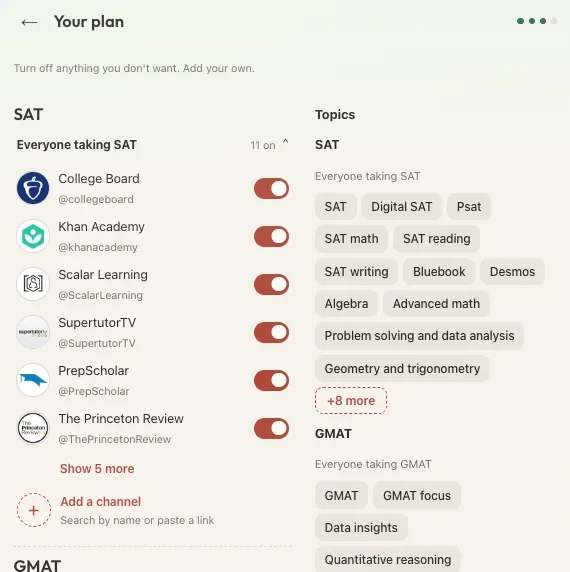 ← Your plan
Turn off anything you don't want. Add your own.
SAT
Everyone taking SAT 11 on ^
College Board
@collegeboard
Khan Academy
@khanacademy
Scalar Learning
@ScalarLearning
supertutortv
SupertutorTV
@SupertutorTV
PrepScholar
@PrepScholar
The
Princeton
Review
The Princeton Review
@ThePrincetonReview
Show 5 more
+ Add a channel
Search by name or paste a link
GMAT
Topics
SAT
Everyone taking SAT
SAT Digital SAT Psat
SAT math SAT reading
SAT writing Bluebook Desmos
Algebra Advanced math
Problem solving and data analysis
Geometry and trigonometry
+8 more
GMAT
Everyone taking GMAT
GMAT GMAT focus
Data insights
Quantitative reasoning